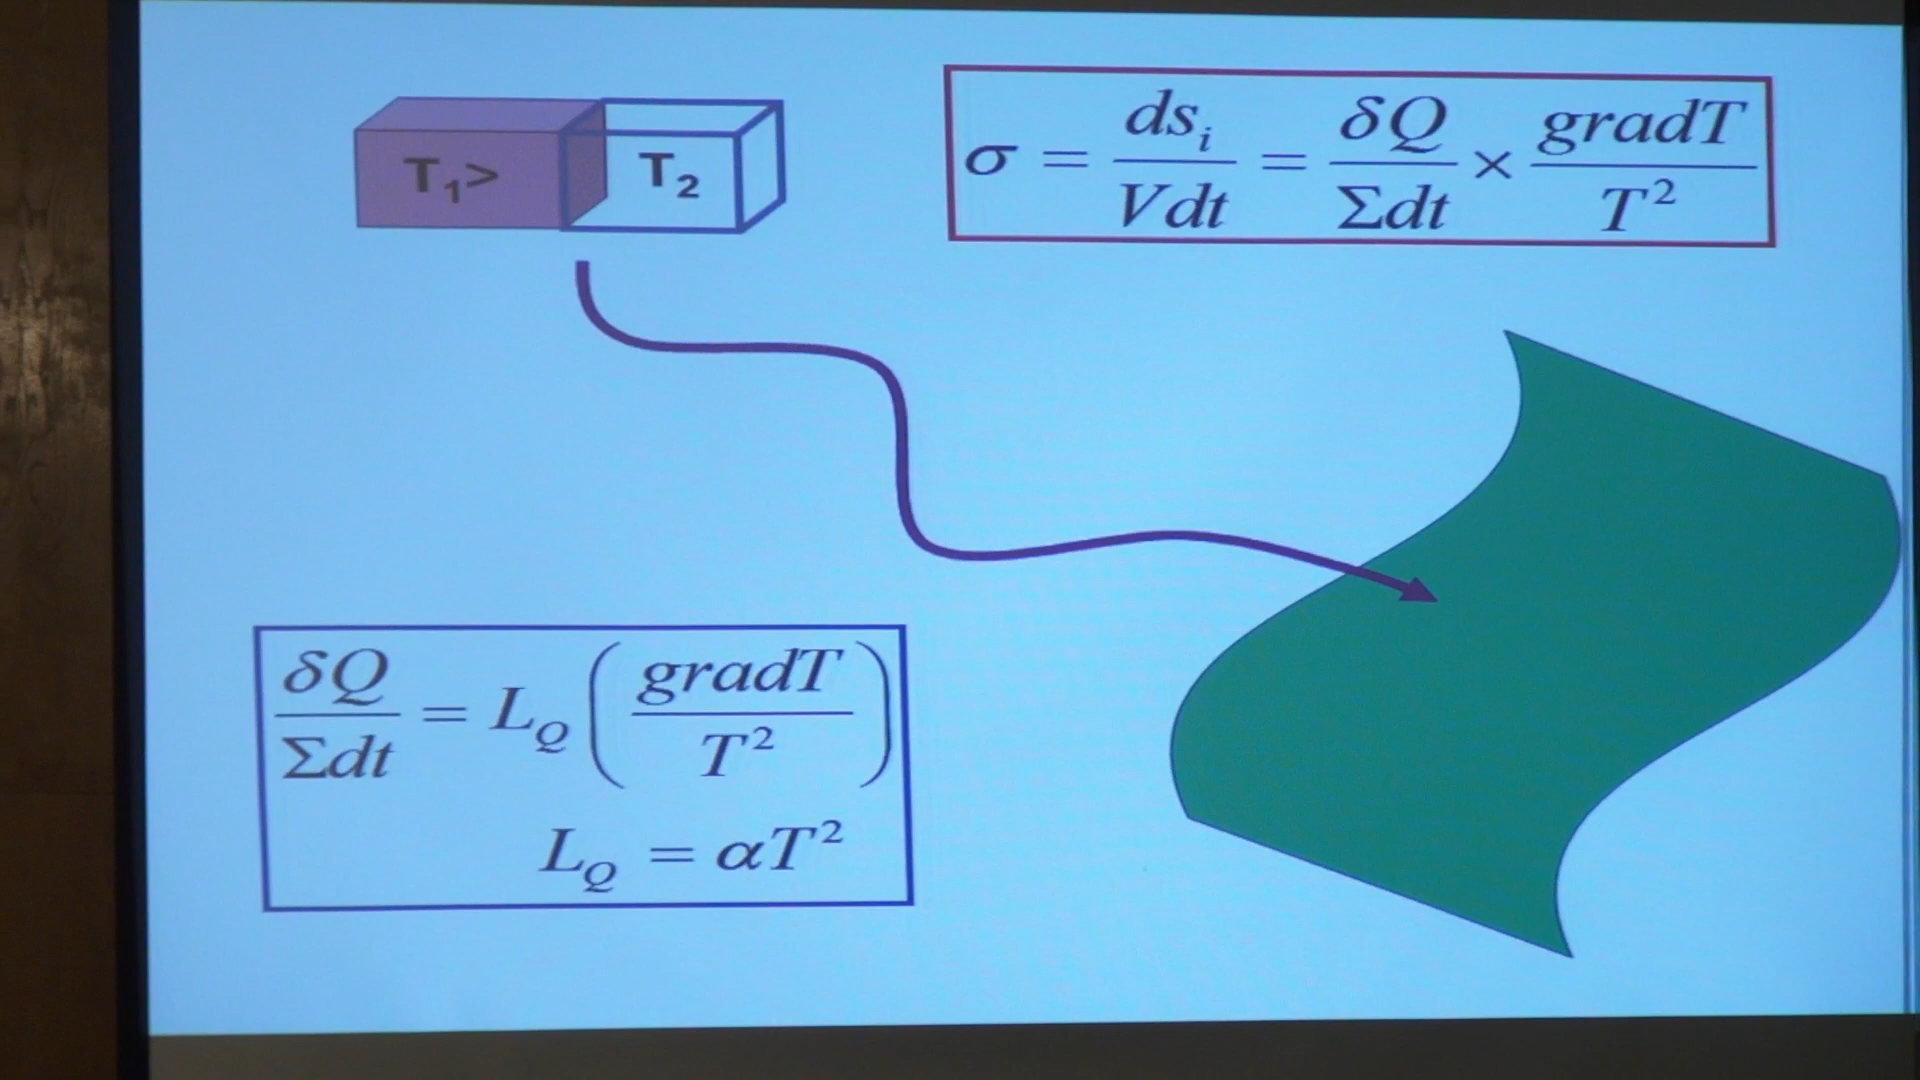 T₁> T₂
σ = ds_i / Vdt = δQ / Σdt × gradT / T²
δQ / Σdt = L_Q ( gradT / T² )
L_Q = αT²